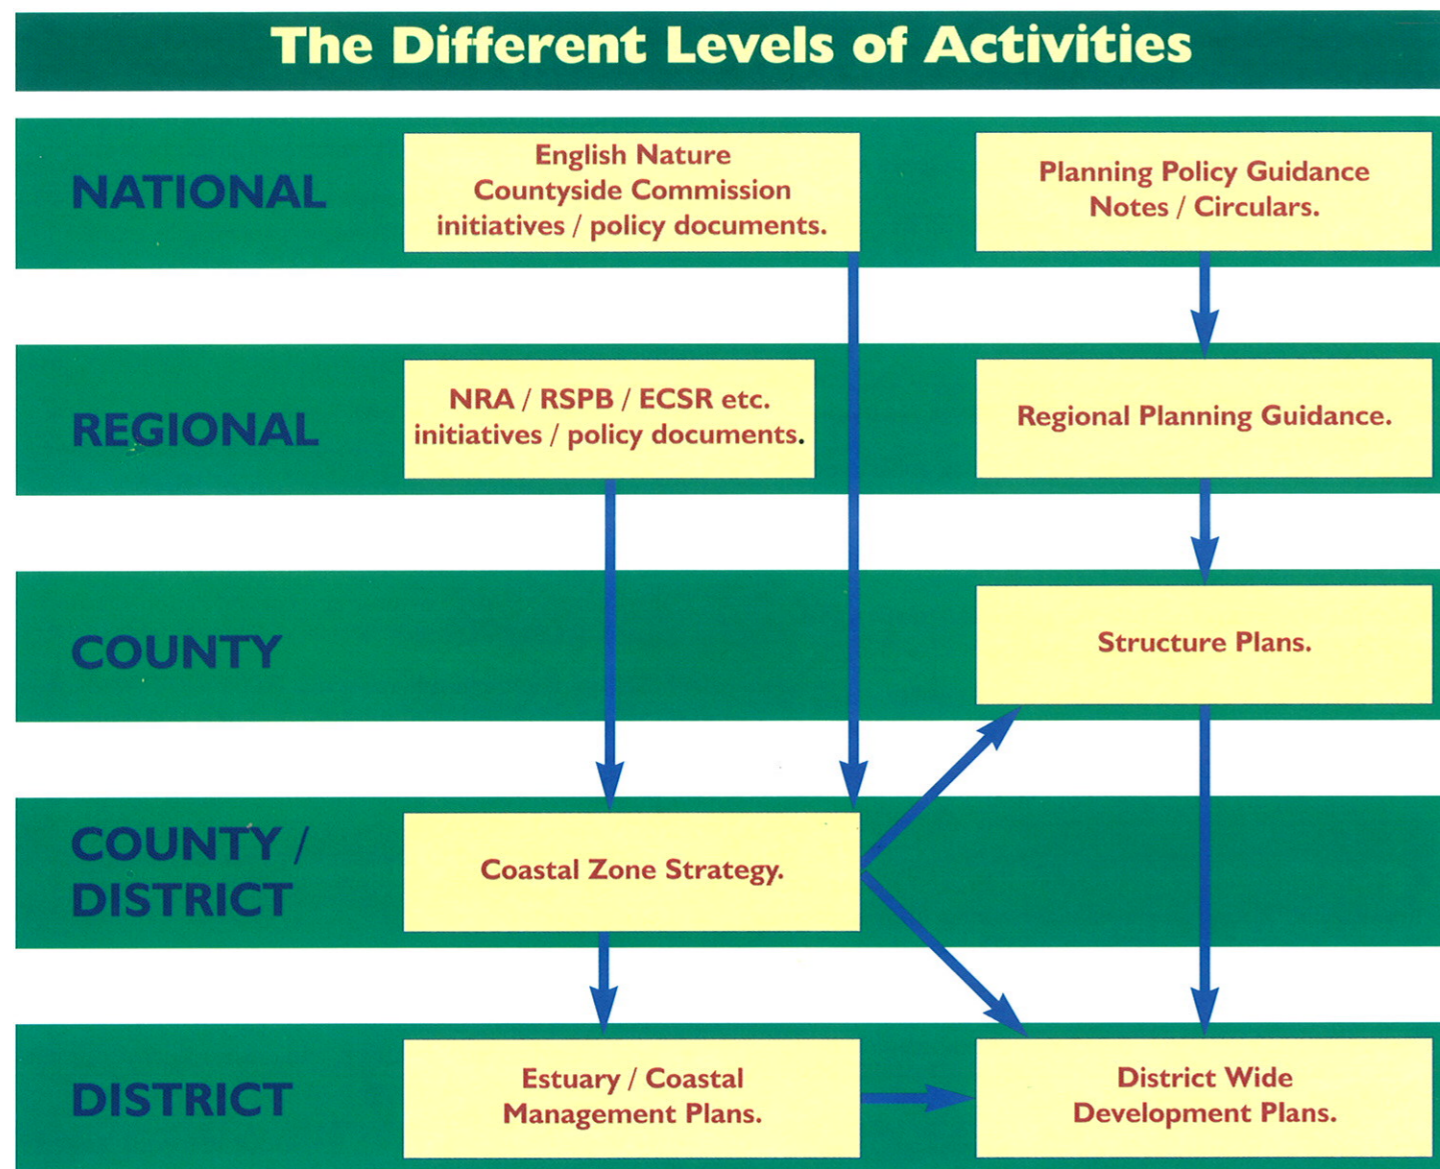 The Different Levels of Activities
NATIONAL
English Nature
Countyside Commission
initiatives / policy documents.
Planning Policy Guidance
Notes / Circulars.
REGIONAL
NRA / RSPB / ECSR etc.
initiatives / policy documents.
Regional Planning Guidance.
COUNTY
Structure Plans.
COUNTY /
DISTRICT
Coastal Zone Strategy.
DISTRICT
Estuary / Coastal
Management Plans.
District Wide
Development Plans.